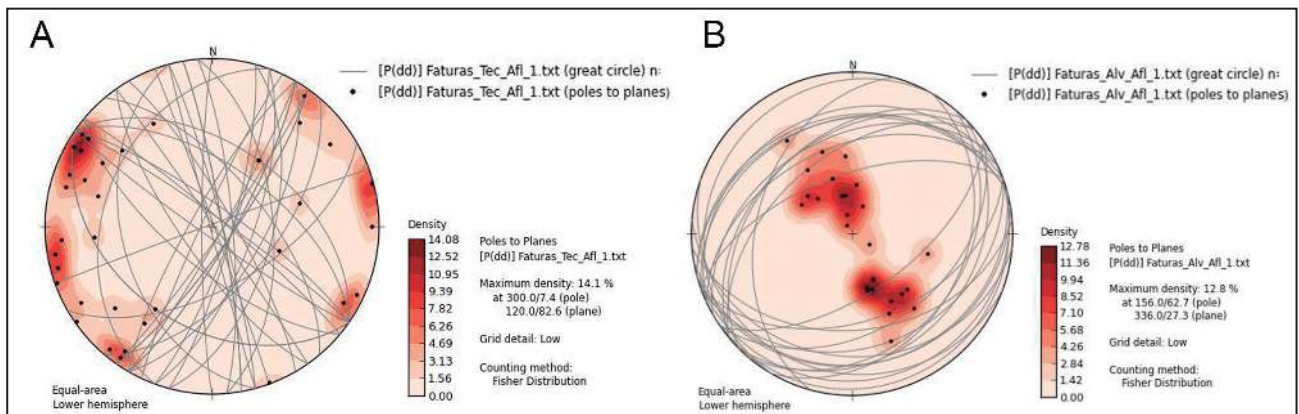 A
N
[P(dd)] Faturas_Tec_Afl_1.txt (great circle) n:
[P(dd)] Faturas_Tec_Afl_1.txt (poles to planes)
Density
14.08
12.52
10.95
9.39
7.82
6.26
4.69
3.13
1.56
0.00
Poles to Planes
[P(dd)] Faturas_Tec_Afl_1.txt
Maximum density: 14.1 %
at 300.0/7.4 (pole)
120.0/82.6 (plane)
Grid detail: Low
Counting method:
Fisher Distribution
Equal-area
Lower hemisphere
B
N
[P(dd)] Faturas_Alv_Afl_1.txt (great circle) n:
[P(dd)] Faturas_Alv_Afl_1.txt (poles to planes)
Density
12.78
11.36
9.94
8.52
7.10
5.68
4.26
2.84
1.42
0.00
Poles to Planes
[P(dd)] Faturas_Alv_Afl_1.txt
Maximum density: 12.8 %
at 156.0/62.7 (pole)
336.0/27.3 (plane)
Grid detail: Low
Counting method:
Fisher Distribution
Equal-area
Lower hemisphere